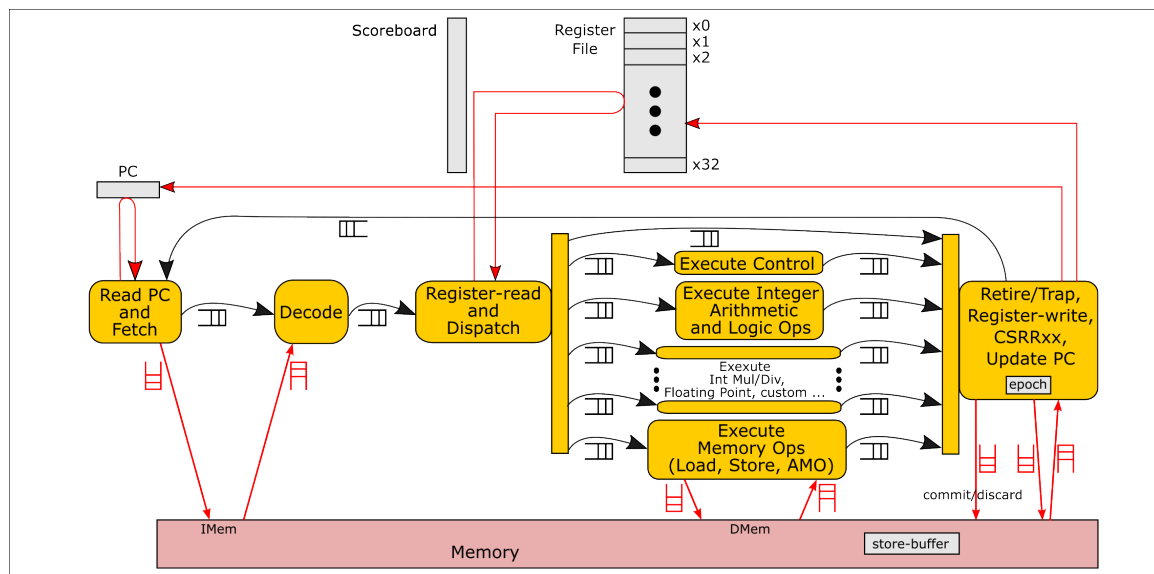 Scoreboard
Register
File
x0
x1
x2
x32
PC
Read PC
and
Fetch
Decode
Register-read
and
Dispatch
Execute Control
Execute Integer
Arithmetic
and Logic Ops
Exexute
Int Mul/Div,
Floating Point, custom ...
Execute
Memory Ops
(Load, Store, AMO)
Retire/Trap,
Register-write,
CSRRxx,
Update PC
epoch
commit/discard
IMem
DMem
store-buffer
Memory